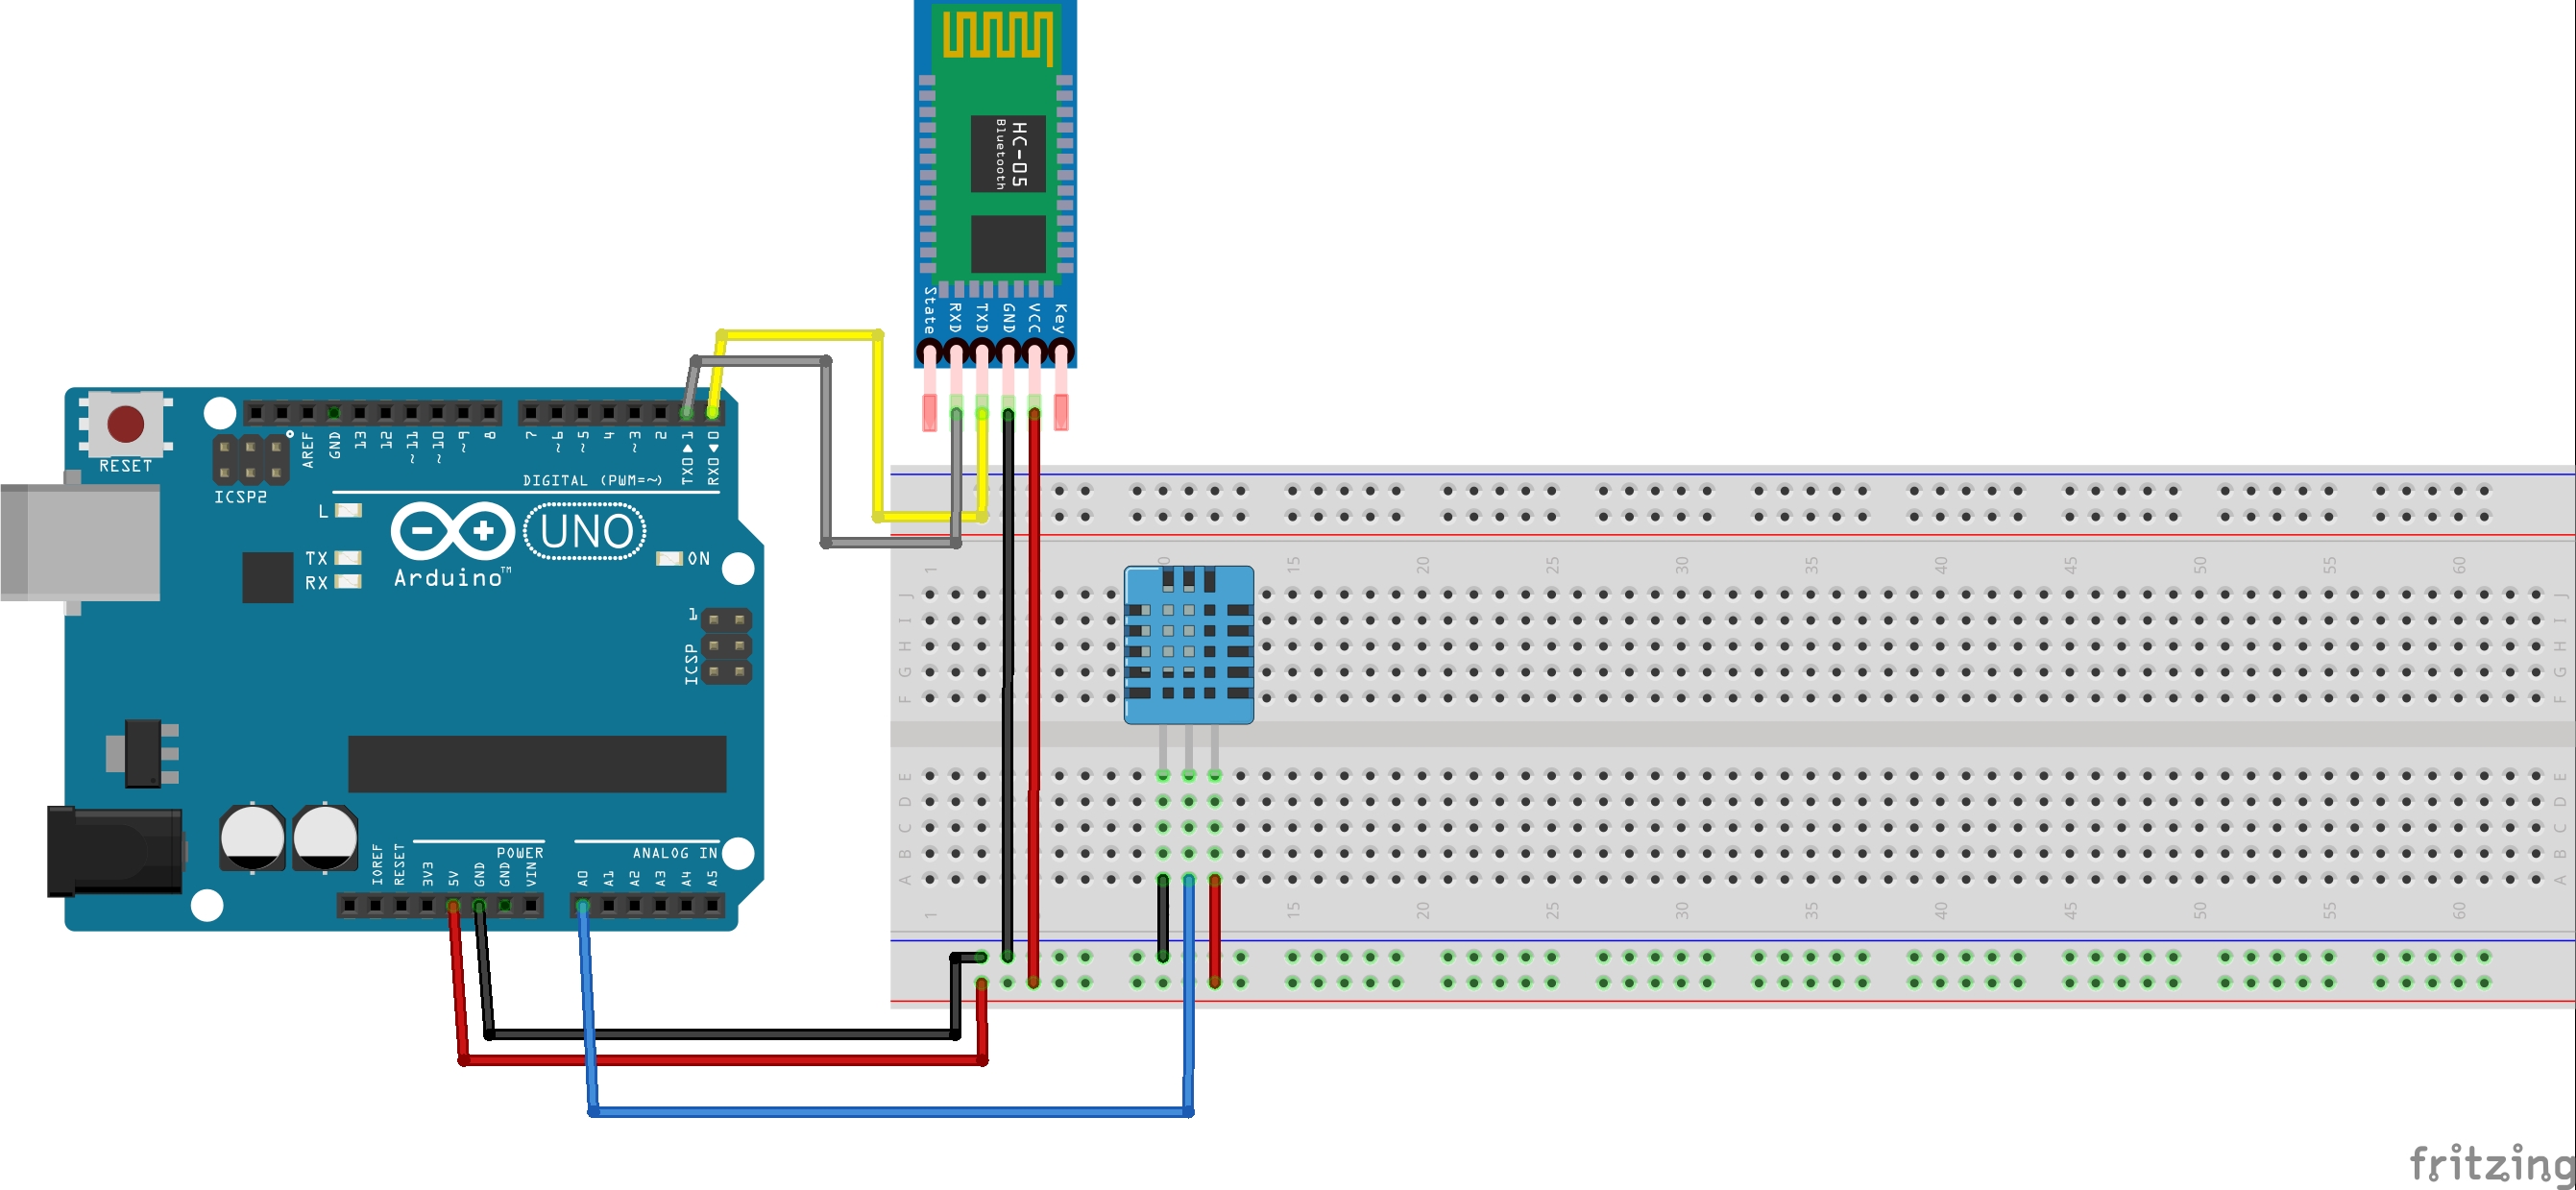 HC-05
Bluetooth
State
RXD
TXD
GND
VCC
Key
RESET
ICSP2
AREF
GND
13
12
~11
~10
~9
8
7
~6
~5
4
~3
2
TX0▶1
RX0◀0
DIGITAL (PWM=~)
L
TX
RX
UNO
Arduino™
ON
1
ICSP
POWER
ANALOG IN
IOREF
RESET
3V3
5V
GND
GND
VIN
A0
A1
A2
A3
A4
A5
1
15
20
25
30
35
40
45
50
55
60
J
I
H
G
F
J
I
H
G
F
E
D
C
B
A
E
D
C
B
A
1
15
20
25
30
35
40
45
50
55
60
fritzing